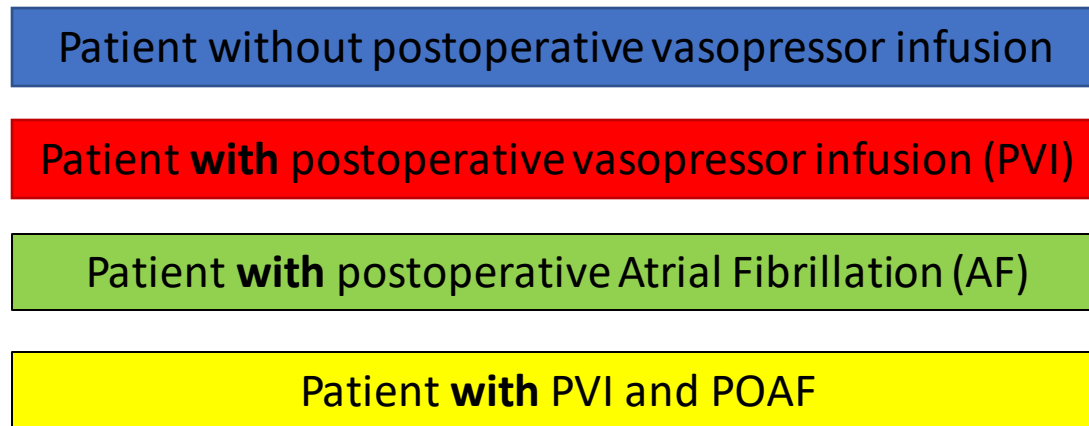 Patient without postoperative vasopressor infusion
Patient with postoperative vasopressor infusion (PVI)
Patient with postoperative Atrial Fibrillation (AF)
Patient with PVI and POAF